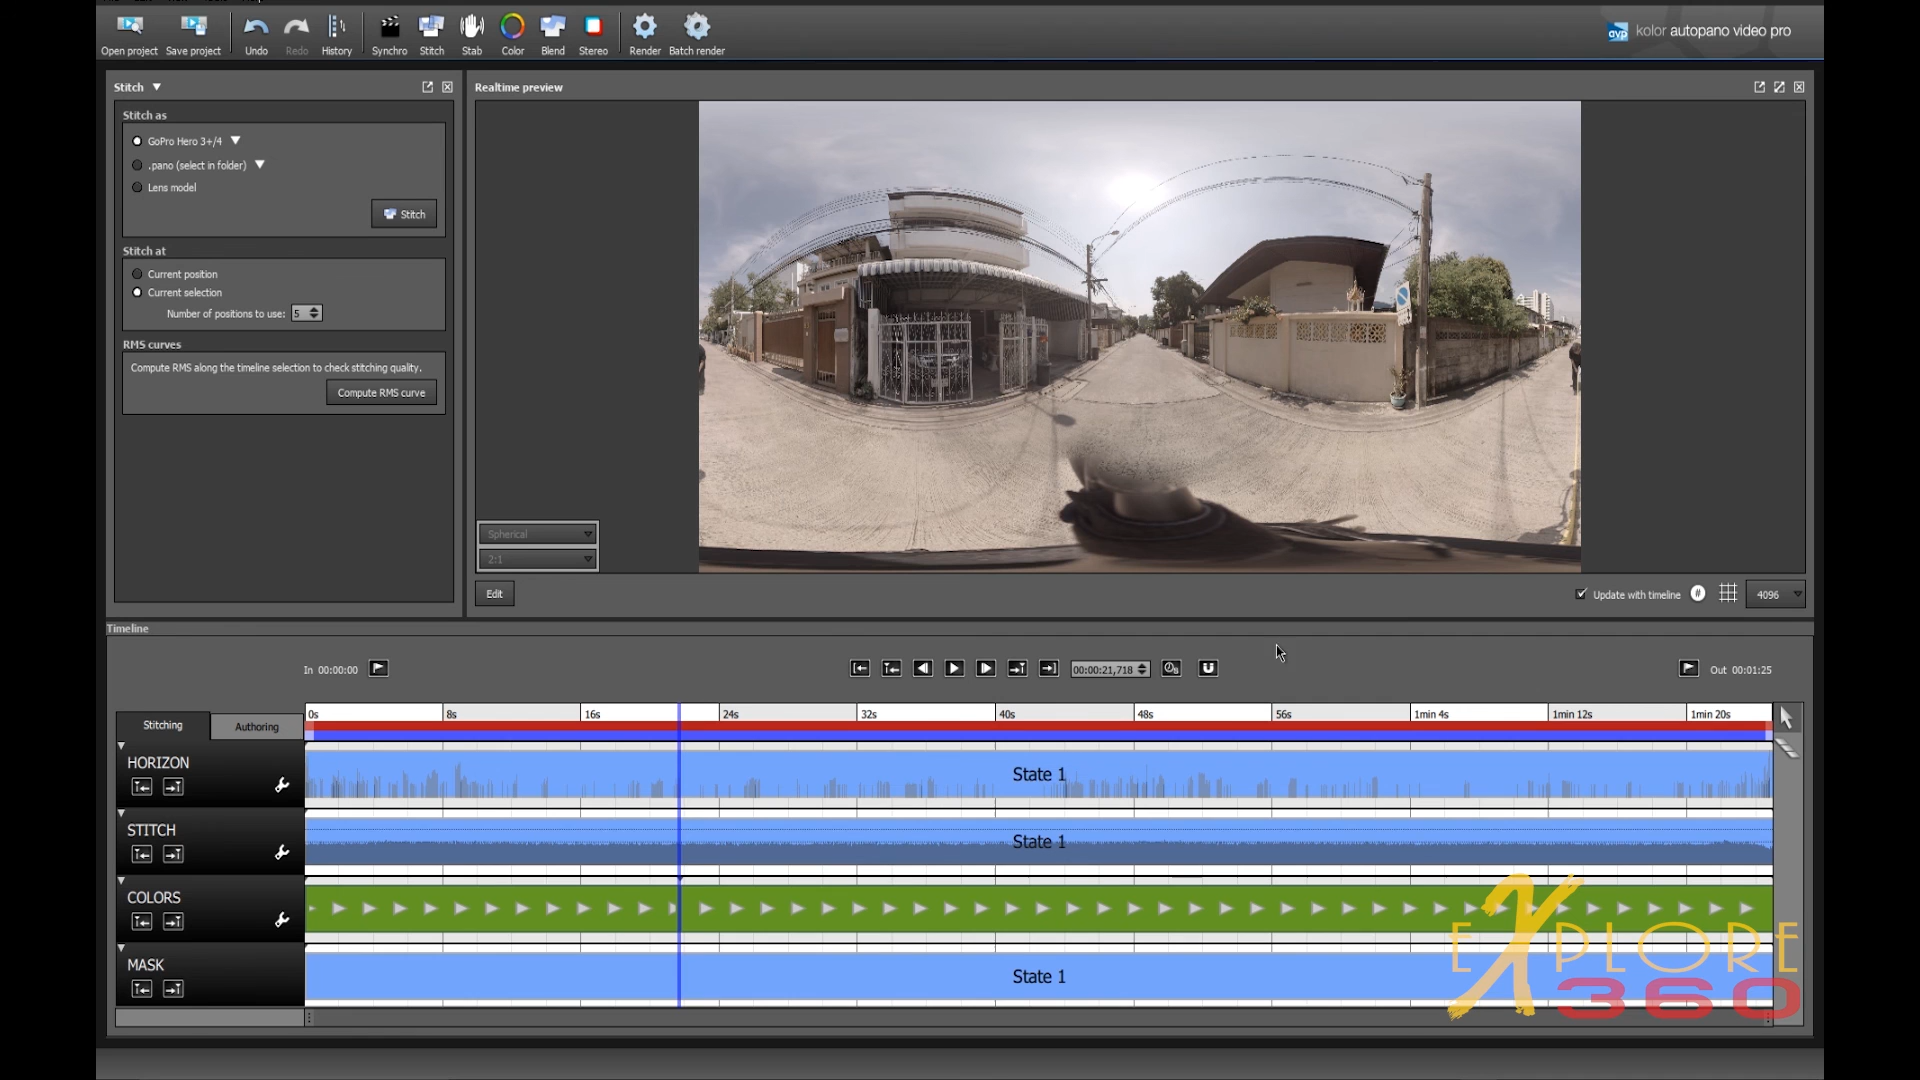 Open project
Save project
Undo
Redo
History
Synchro
Stitch
Stab
Color
Blend
Stereo
Render
Batch render
avp kolor autopano video pro
Stitch
Realtime preview
Stitch as
GoPro Hero 3+/4
.pano (select in folder)
Lens model
Stitch
Stitch at
Current position
Current selection
Number of positions to use: 5
RMS curves
Compute RMS along the timeline selection to check stitching quality.
Compute RMS curve
Spherical
2:1
Edit
Update with timeline
#
4096
Timeline
In 00:00:00
00:00:21,718
Out 00:01:25
Stitching
Authoring
0s 8s 16s 24s 32s 40s 48s 56s 1min 4s 1min 12s 1min 20s
HORIZON
State 1
STITCH
State 1
COLORS
MASK
State 1
EXPLORE
360